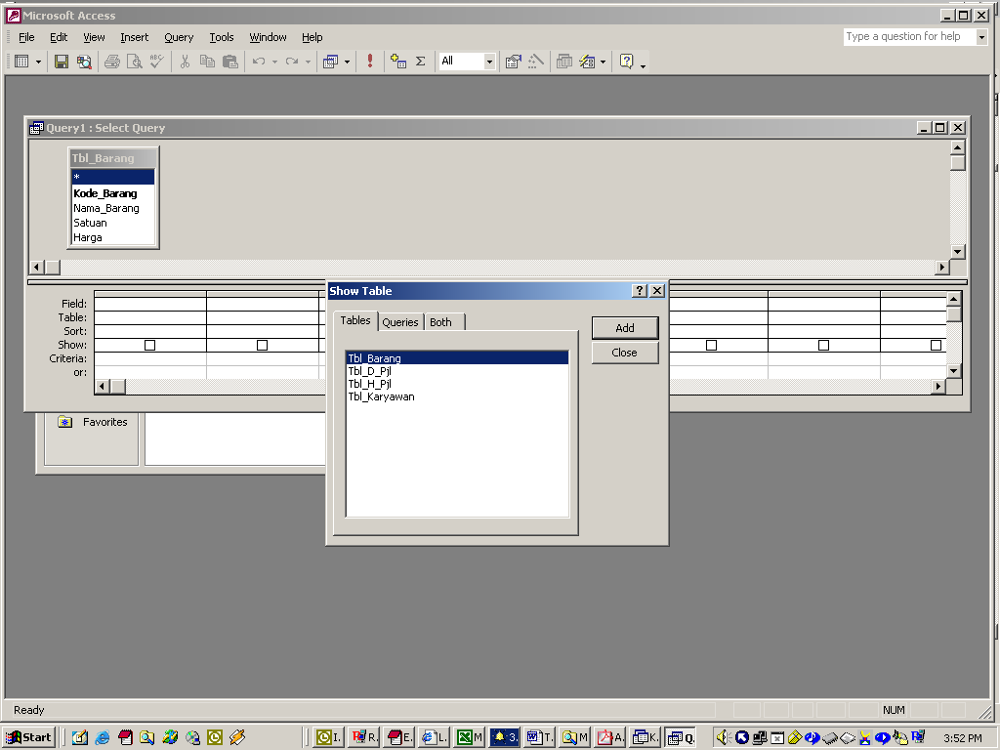 Microsoft Access
File Edit View Insert Query Tools Window Help
Type a question for help
All
Query1 : Select Query
Tbl_Barang
*
Kode_Barang
Nama_Barang
Satuan
Harga
Field:
Table:
Sort:
Show:
Criteria:
or:
Show Table
Tables Queries Both
Add
Close
Tbl_Barang
Tbl_D_Pjl
Tbl_H_Pjl
Tbl_Karyawan
Favorites
Ready
NUM
Start I. R. E. L. M 3. T. M A. K. Q. 3:52 PM